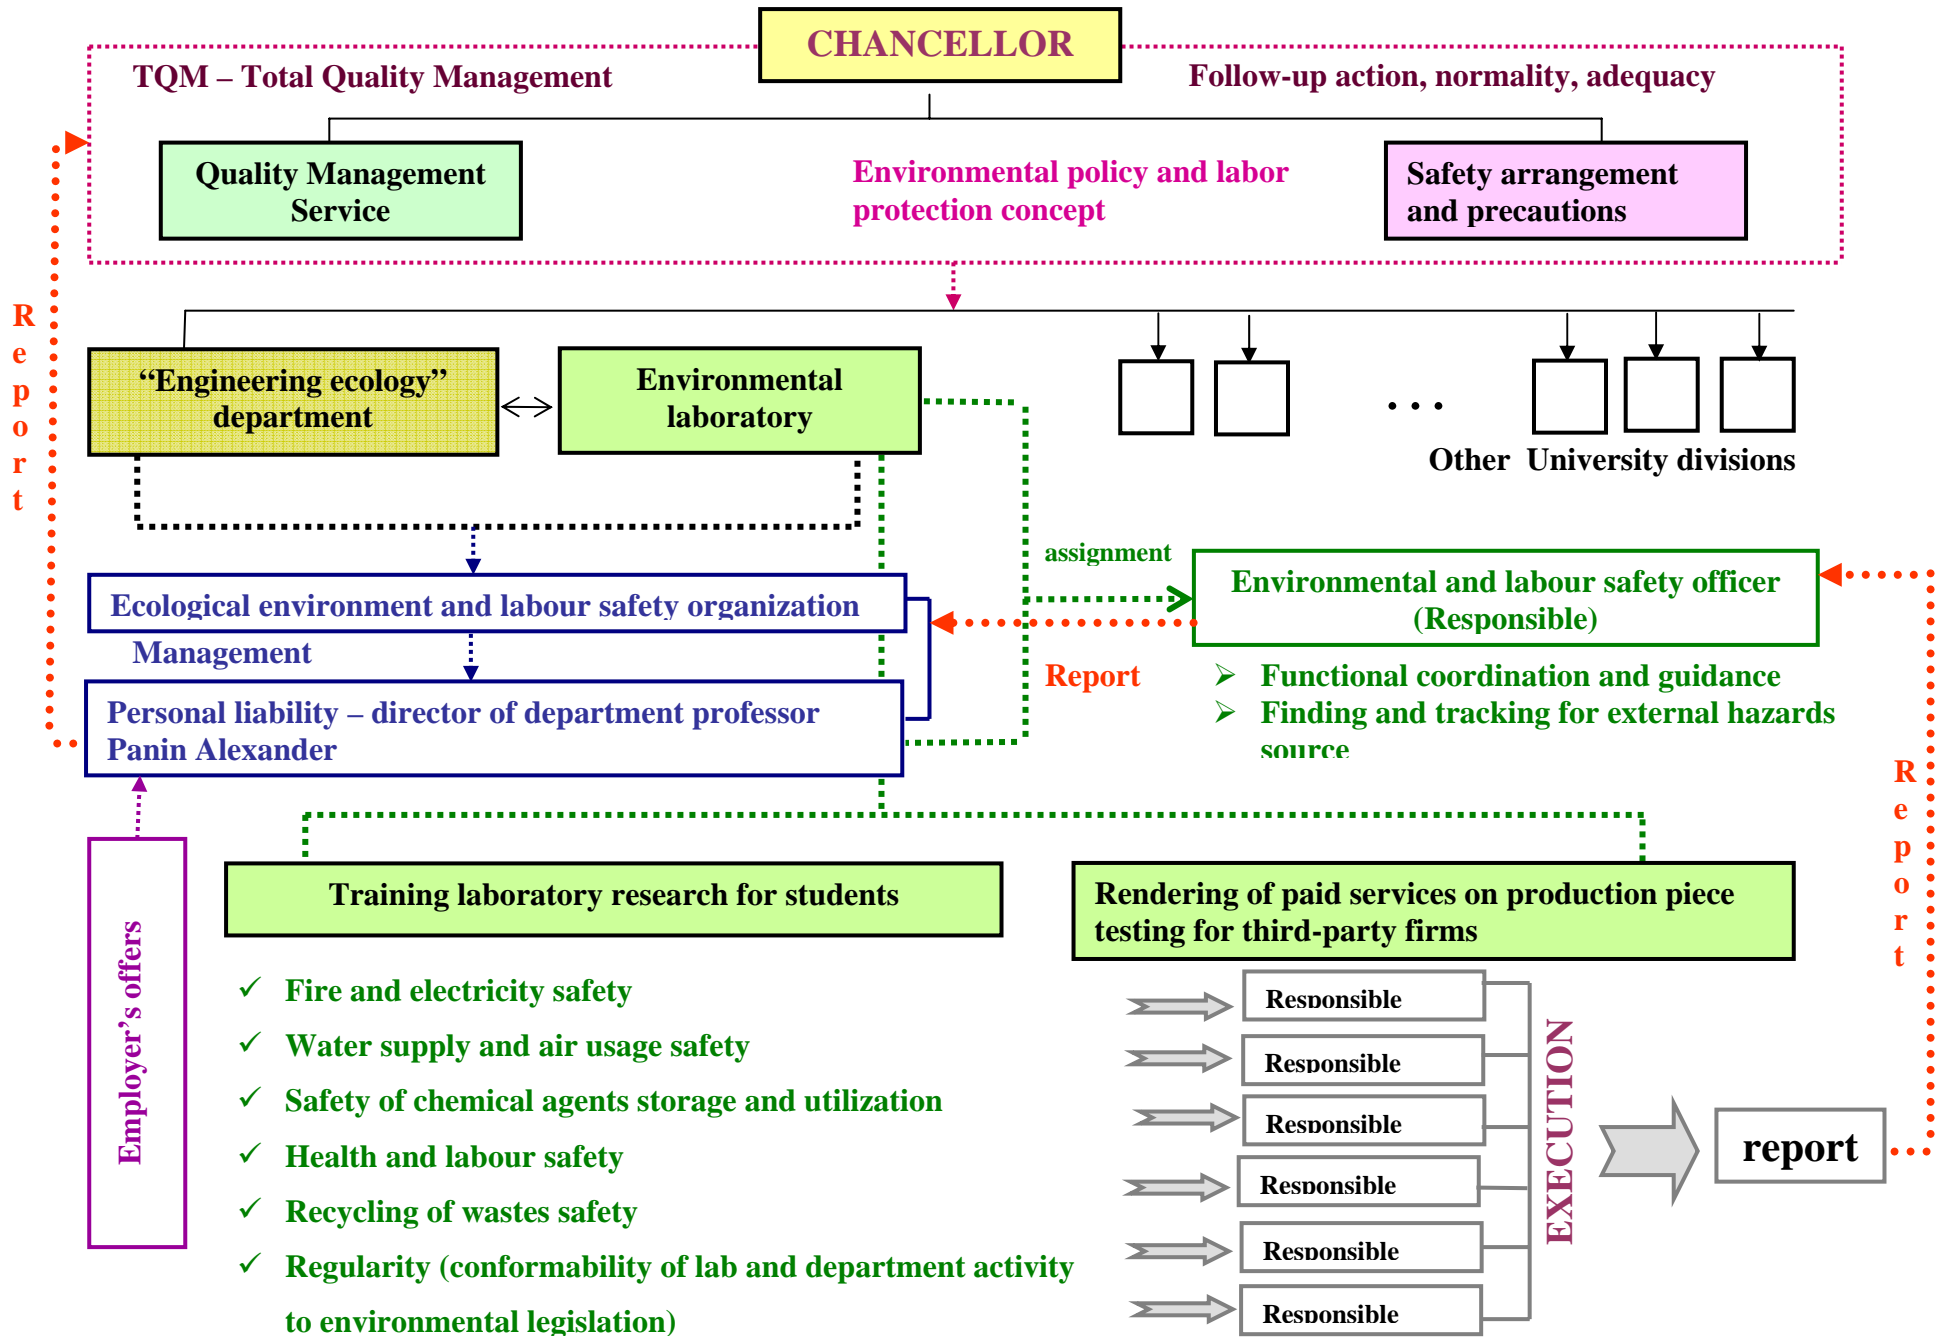 CHANCELLOR
TQM – Total Quality Management
Follow-up action, normality, adequacy
Quality Management
Service
Environmental policy and labor
protection concept
Safety arrangement
and precautions
Report
“Engineering ecology”
department
Environmental
laboratory
. . .
Other University divisions
assignment
Environmental and labour safety officer
(Responsible)
Ecological environment and labour safety organization
Management
Report
Functional coordination and guidance
Finding and tracking for external hazards
source
Personal liability – director of department professor
Panin Alexander
Report
Employer’s offers
Training laboratory research for students
Rendering of paid services on production piece
testing for third-party firms
✓ Fire and electricity safety
✓ Water supply and air usage safety
✓ Safety of chemical agents storage and utilization
✓ Health and labour safety
✓ Recycling of wastes safety
✓ Regularity (conformability of lab and department activity
to environmental legislation)
Responsible
Responsible
Responsible
Responsible
Responsible
Responsible
EXECUTION
report